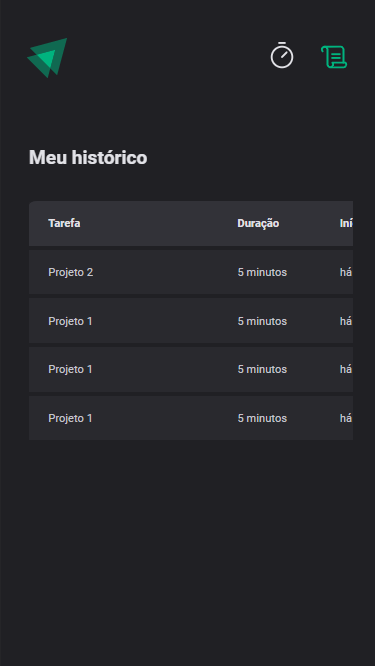 Meu histórico
Tarefa Duração Iní
Projeto 2 5 minutos há
Projeto 1 5 minutos há
Projeto 1 5 minutos há
Projeto 1 5 minutos há